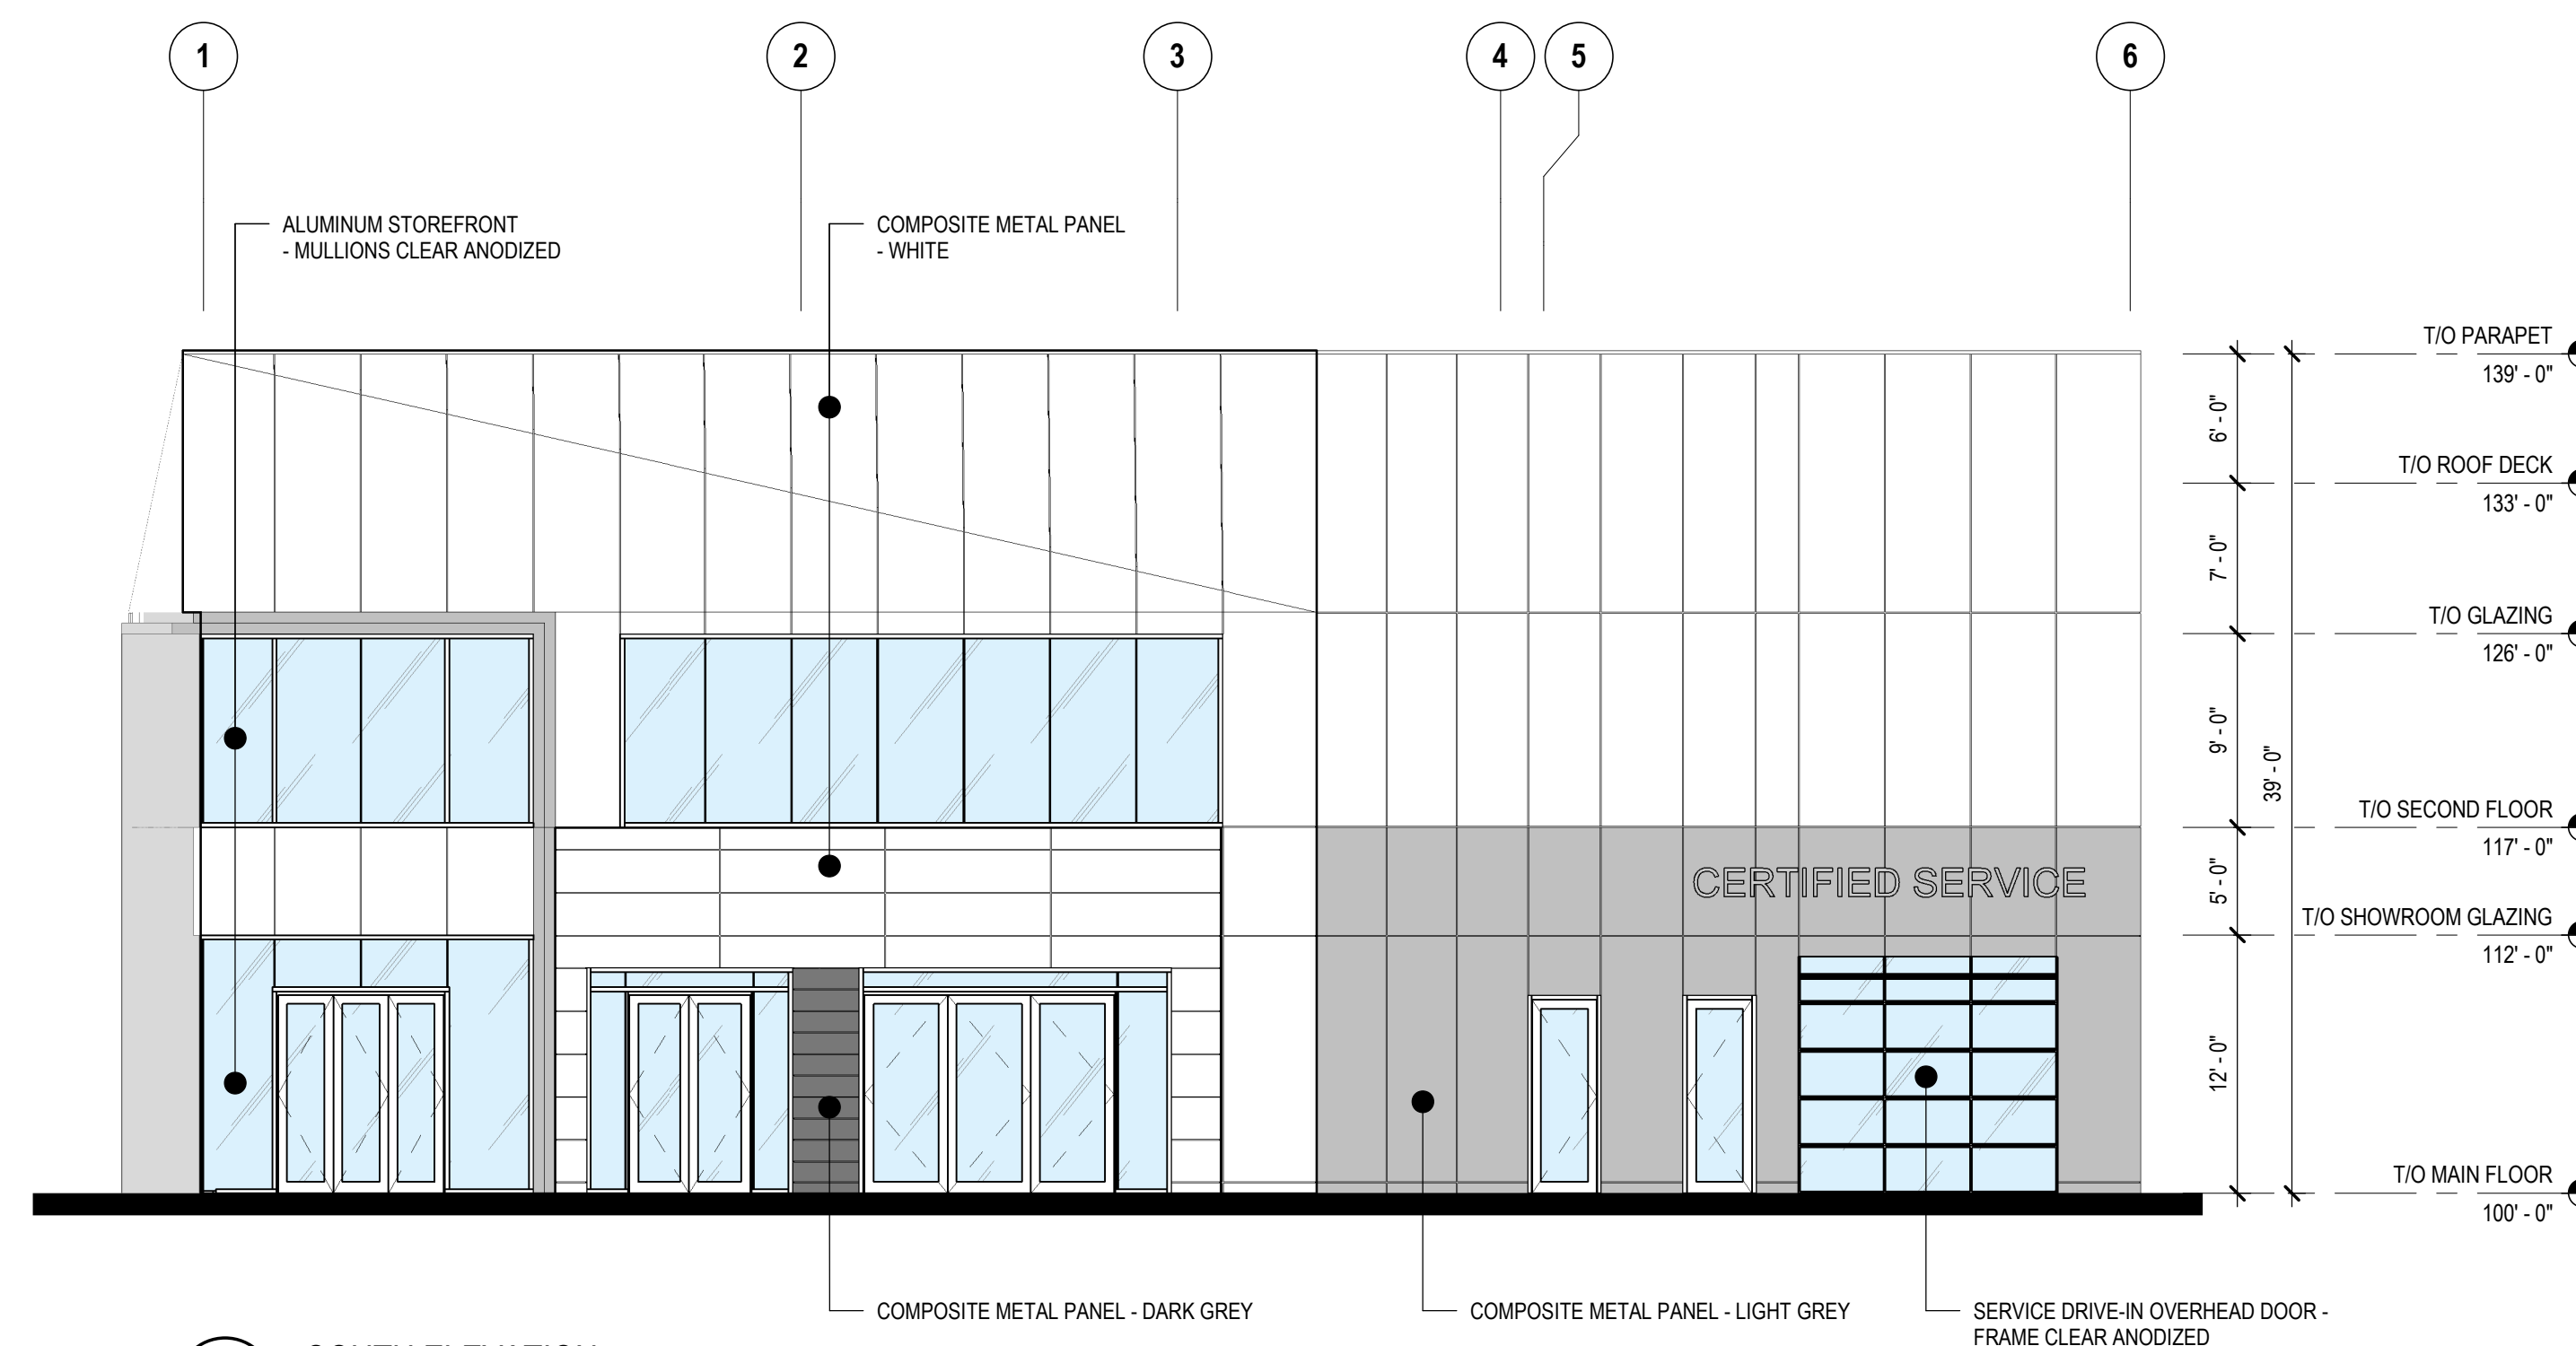 1
2
3
4
5
6
ALUMINUM STOREFRONT
- MULLIONS CLEAR ANODIZED
COMPOSITE METAL PANEL
- WHITE
T/O PARAPET
139' - 0"
6' - 0"
T/O ROOF DECK
133' - 0"
7' - 0"
T/O GLAZING
126' - 0"
9' - 0"
39' - 0"
T/O SECOND FLOOR
117' - 0"
CERTIFIED SERVICE
5' - 0"
T/O SHOWROOM GLAZING
112' - 0"
12' - 0"
T/O MAIN FLOOR
100' - 0"
COMPOSITE METAL PANEL - DARK GREY
COMPOSITE METAL PANEL - LIGHT GREY
SERVICE DRIVE-IN OVERHEAD DOOR -
FRAME CLEAR ANODIZED